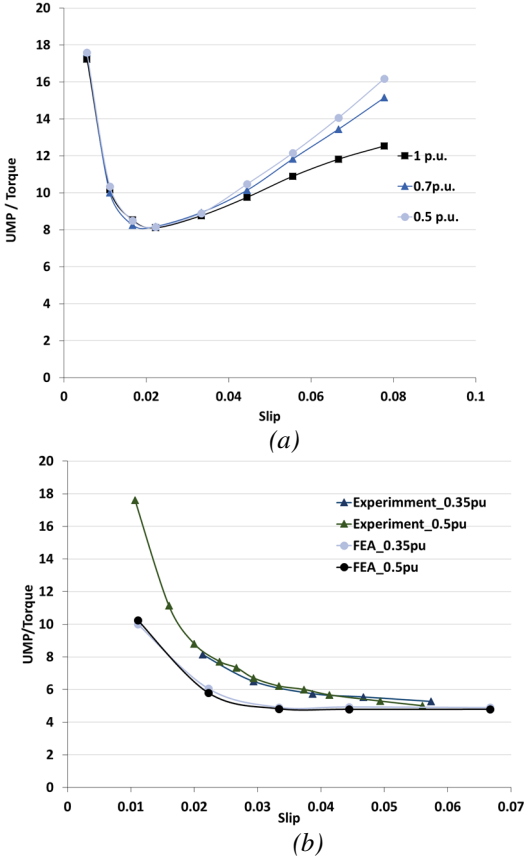 20
18
16
14
12
10
8
6
4
2
0
UMP / Torque
1 p.u.
0.7p.u.
0.5 p.u.
0 0.02 0.04 0.06 0.08 0.1
Slip
(a)
20
18
16
14
12
10
8
6
4
2
0
UMP/Torque
Experimment_0.35pu
Experiment_0.5pu
FEA_0.35pu
FEA_0.5pu
0 0.01 0.02 0.03 0.04 0.05 0.06 0.07
Slip
(b)